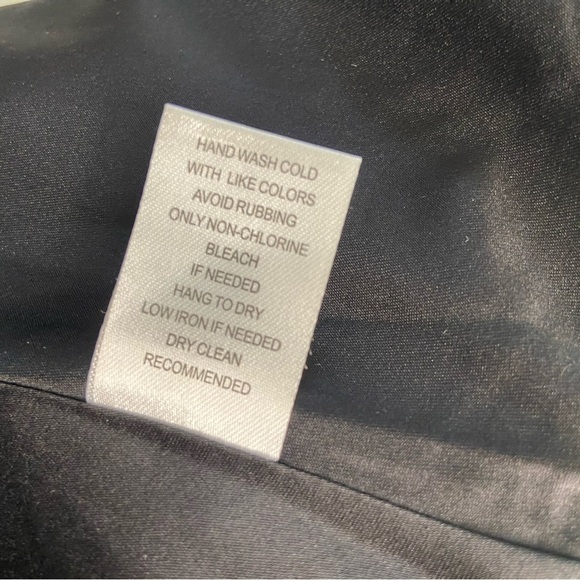 HAND WASH COLD
WITH LIKE COLORS
AVOID RUBBING
ONLY NON-CHLORINE
BLEACH
IF NEEDED
HANG TO DRY
LOW IRON IF NEEDED
DRY CLEAN
RECOMMENDED